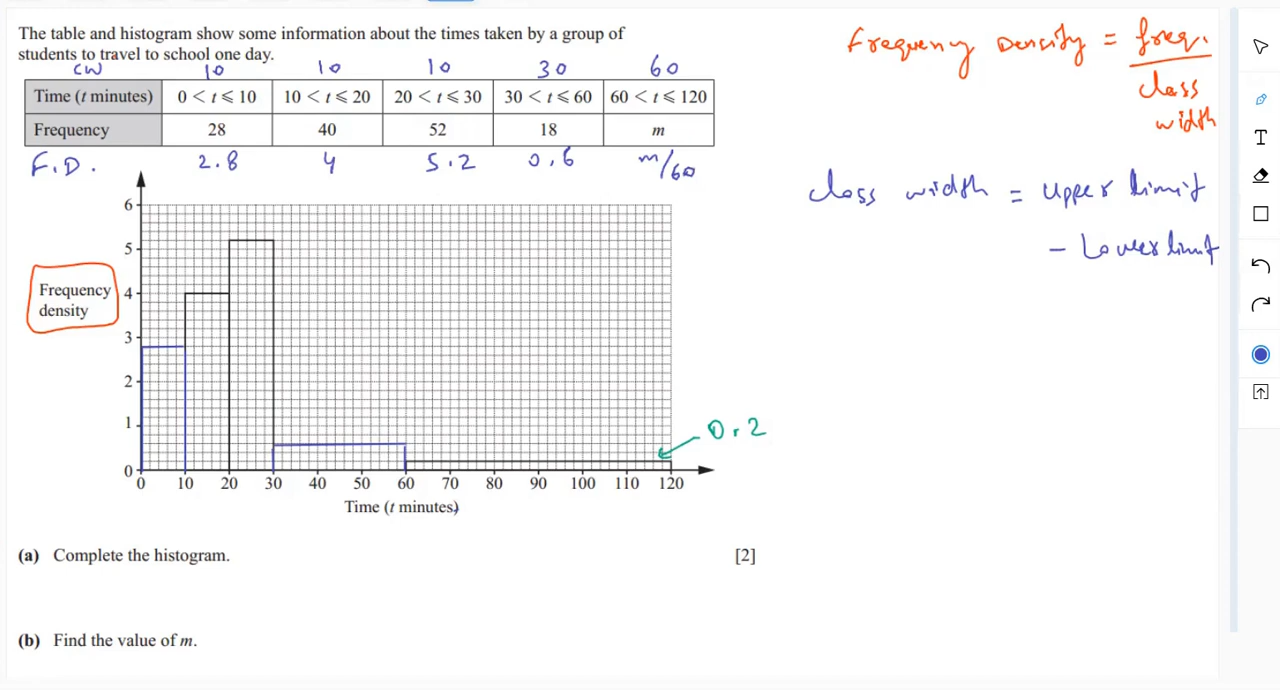 The table and histogram show some information about the times taken by a group of
students to travel to school one day.
CW 10 10 10 30 60
Time (t minutes) 0 < t ⩽ 10 10 < t ⩽ 20 20 < t ⩽ 30 30 < t ⩽ 60 60 < t ⩽ 120
Frequency 28 40 52 18 m
F.D. 2.8 4 5.2 0.6 m/60
Frequency Density = freq.
class
width
class width = upper limit
- Lower limit
6
5
4
3
2
1
0
Frequency
density
0.2
0 10 20 30 40 50 60 70 80 90 100 110 120
Time (t minutes)
(a) Complete the histogram. [2]
(b) Find the value of m.
T